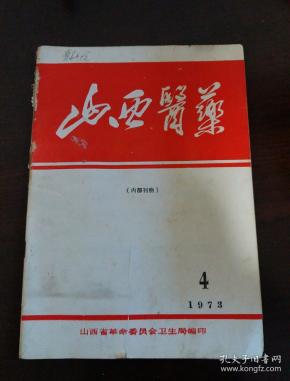 山西醫藥
(内部刊物)
4
1973
山西省革命委员会卫生局编印
孔夫子旧书网